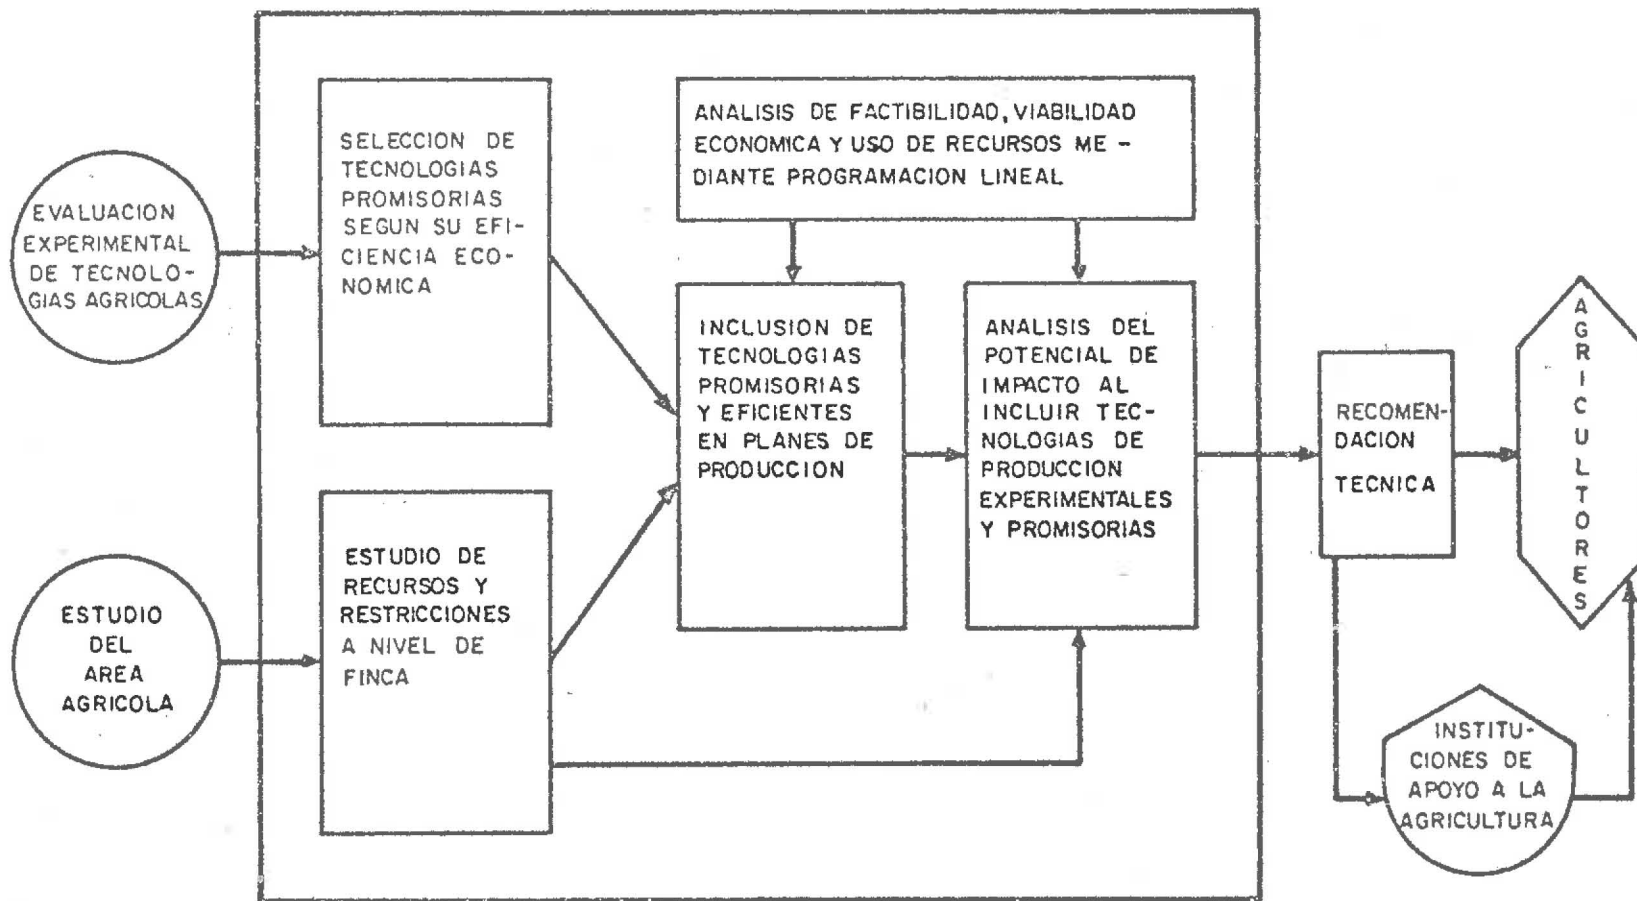 EVALUACION
EXPERIMENTAL
DE TECNOLO-
GIAS AGRICOLAS
SELECCION DE
TECNOLOGIAS
PROMISORIAS
SEGUN SU EFI-
CIENCIA ECO-
NOMICA
ANALISIS DE FACTIBILIDAD, VIABILIDAD
ECONOMICA Y USO DE RECURSOS ME-
DIANTE PROGRAMACION LINEAL
INCLUSION DE
TECNOLOGIAS
PROMISORIAS
Y EFICIENTES
EN PLANES DE
PRODUCCION
ANALISIS DEL
POTENCIAL DE
IMPACTO AL
INCLUIR TEC-
NOLOGIAS DE
PRODUCCION
EXPERIMENTALES
Y PROMISORIAS
ESTUDIO
DEL
AREA
AGRICOLA
ESTUDIO DE
RECURSOS Y
RESTRICCIONES
A NIVEL DE
FINCA
RECOMEN-
DACION
TECNICA
AGRICULTORES
INSTITU-
CIONES DE
APOYO A LA
AGRICULTURA